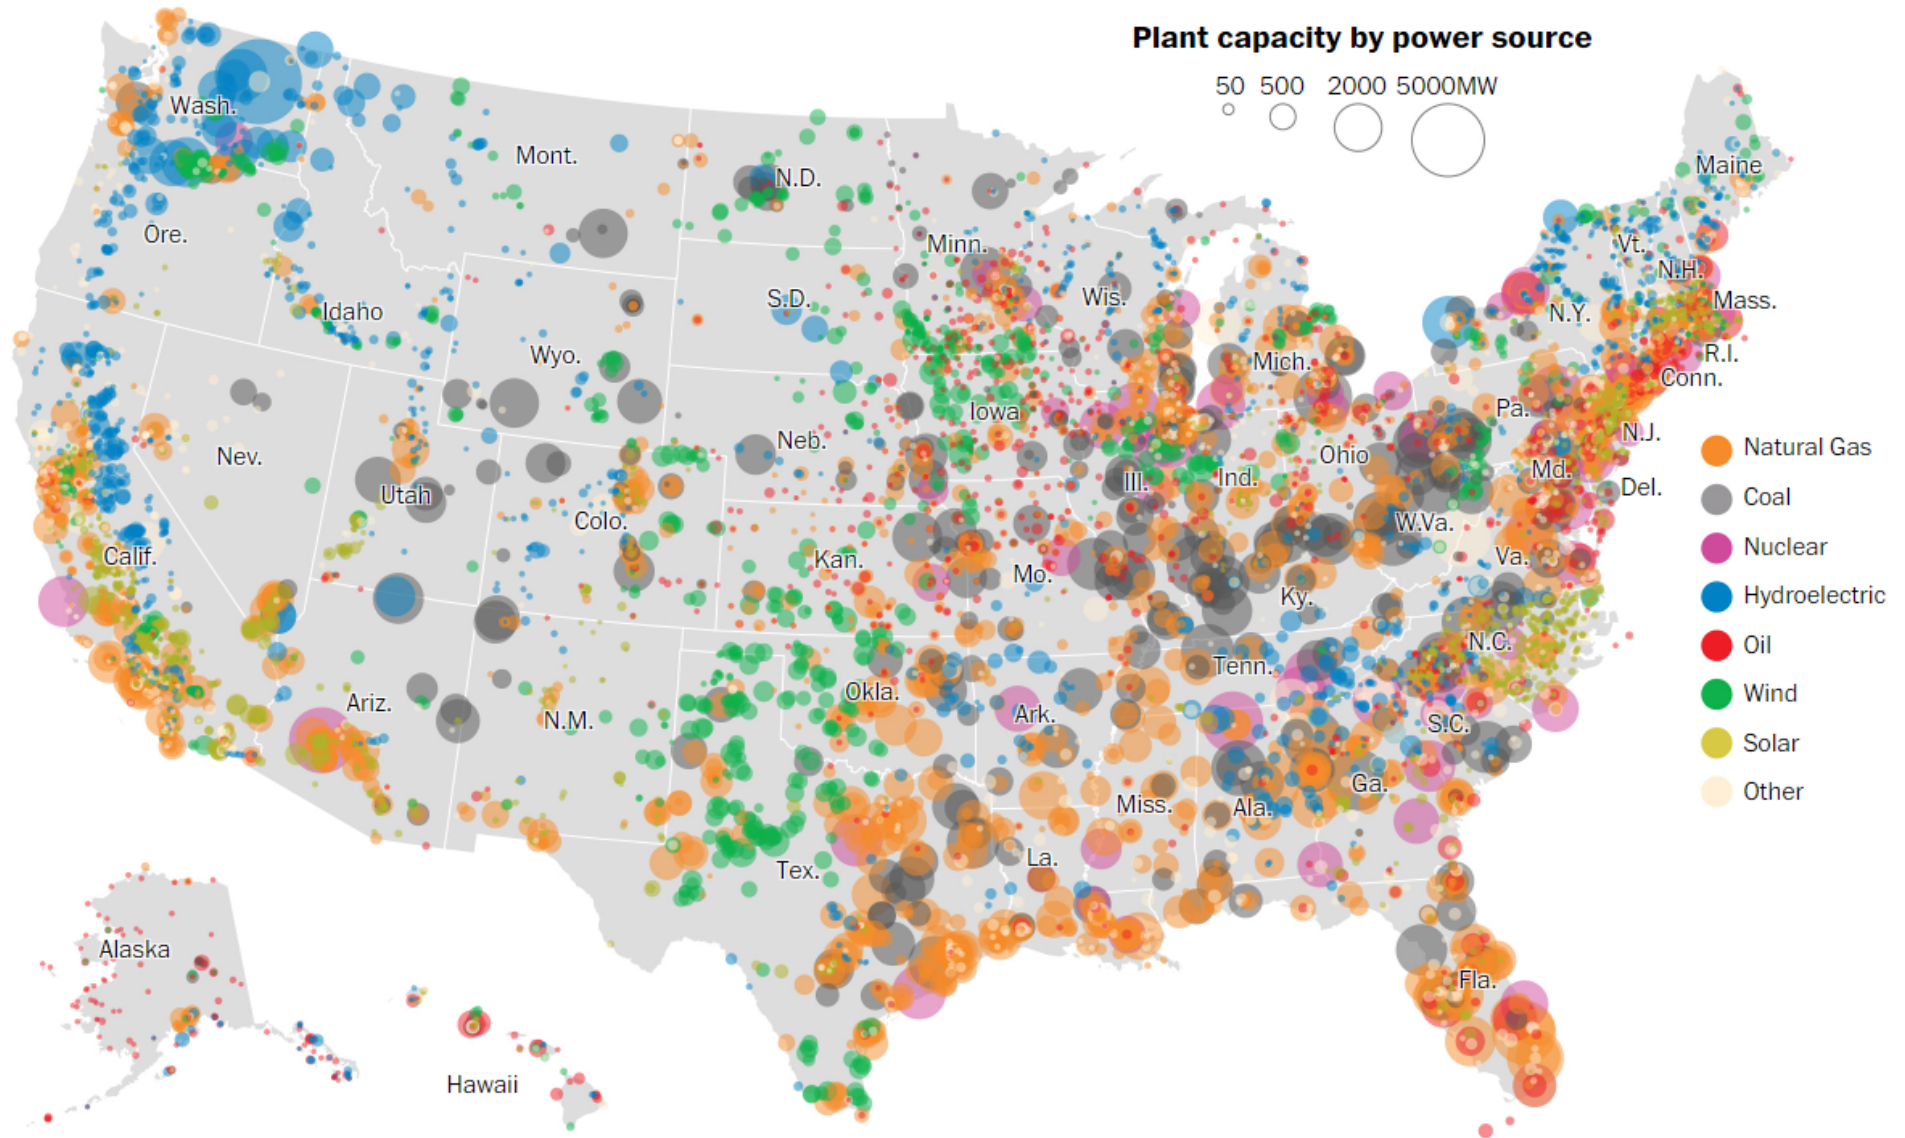 Plant capacity by power source
50 500 2000 5000MW
Wash.
Mont.
N.D.
Minn.
Maine
Ore.
Idaho
S.D.
Wis.
Vt.
N.H.
N.Y.
Mass.
Wyo.
Mich.
R.I.
Conn.
Iowa
Pa.
Nev.
Neb.
Ohio
N.J.
Utah
Ill.
Ind.
Md.
Del.
Colo.
W.Va.
Calif.
Kan.
Mo.
Ky.
Va.
N.C.
Tenn.
Ariz.
N.M.
Okla.
Ark.
S.C.
Miss.
Ala.
Ga.
Tex.
La.
Fla.
Alaska
Hawaii
Natural Gas
Coal
Nuclear
Hydroelectric
Oil
Wind
Solar
Other